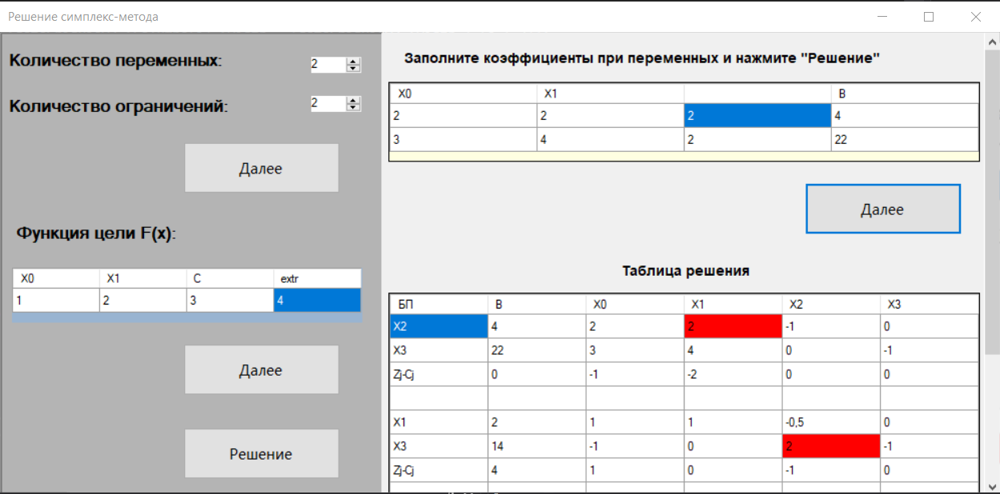 Решение симплекс-метода
Количество переменных: 2
Количество ограничений: 2
Далее
Функция цели F(x):
X0 X1 C extr
1 2 3 4
Далее
Решение
Заполните коэффициенты при переменных и нажмите "Решение"
X0 X1 B
2 2 2 4
3 4 2 22
Далее
Таблица решения
БП B X0 X1 X2 X3
X2 4 2 2 -1 0
X3 22 3 4 0 -1
Zj-Cj 0 -1 -2 0 0
X1 2 1 1 -0,5 0
X3 14 -1 0 2 -1
Zj-Cj 4 1 0 -1 0